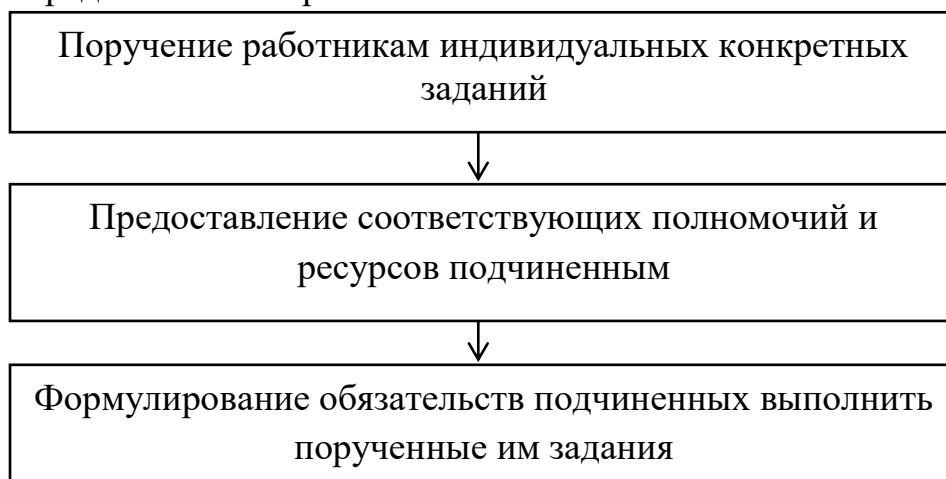 Поручение работникам индивидуальных конкретных
заданий
Предоставление соответствующих полномочий и
ресурсов подчиненным
Формулирование обязательств подчиненных выполнить
порученные им задания